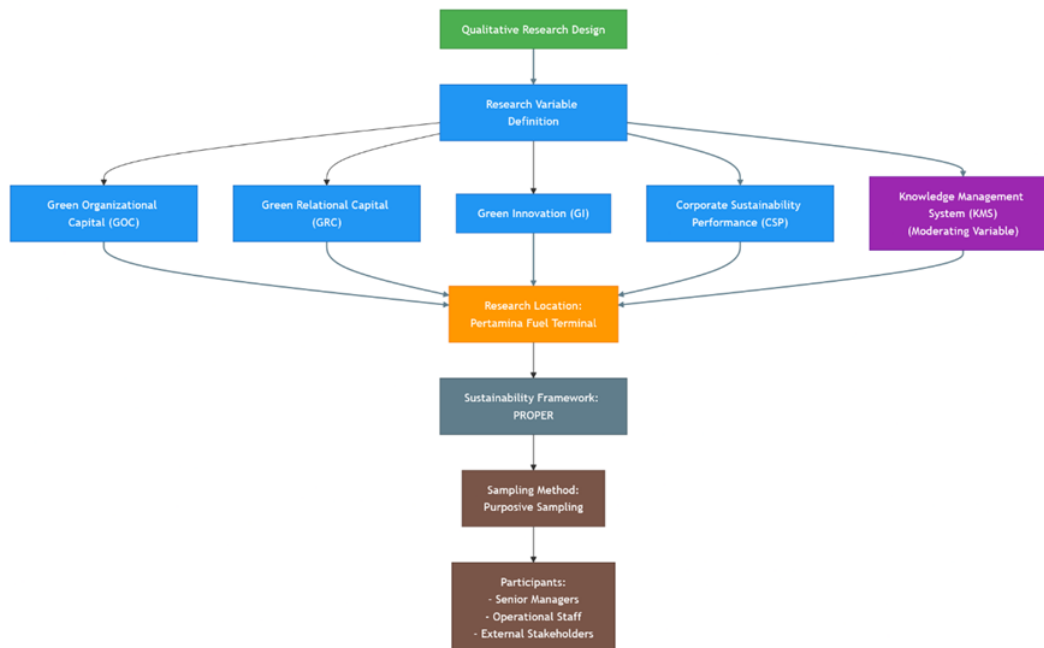 Qualitative Research Design
Research Variable
Definition
Green Organizational
Capital (GOC)
Green Relational Capital
(GRC)
Green Innovation (GI)
Corporate Sustainability
Performance (CSP)
Knowledge Management
System (KMS)
(Moderating Variable)
Research Location:
Pertamina Fuel Terminal
Sustainability Framework:
PROPER
Sampling Method:
Purposive Sampling
Participants:
- Senior Managers
- Operational Staff
- External Stakeholders